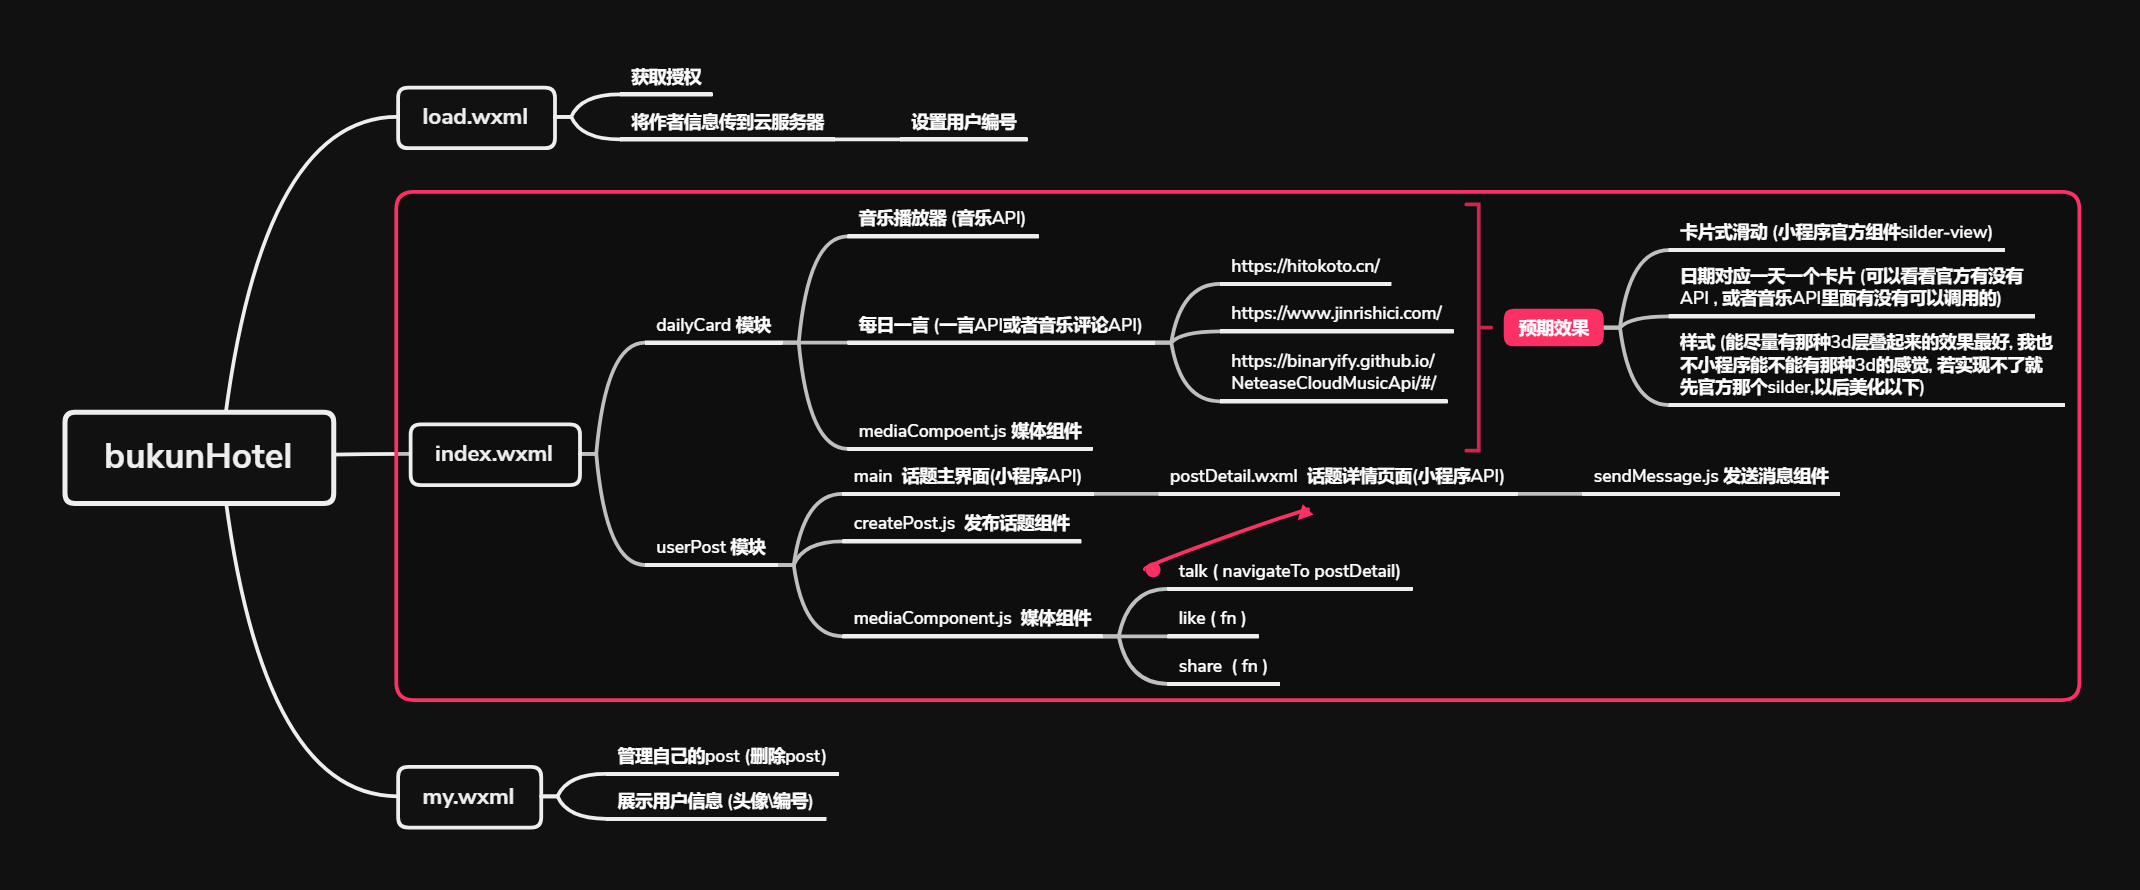 bukunHotel
load.wxml
获取授权
将作者信息传到云服务器
设置用户编号
index.wxml
dailyCard 模块
音乐播放器 (音乐API)
每日一言 (一言API或者音乐评论API)
https://hitokoto.cn/
https://www.jinrishici.com/
https://binaryify.github.io/
NeteaseCloudMusicApi/#/
mediaCompoent.js 媒体组件
预期效果
卡片式滑动 (小程序官方组件silder-view)
日期对应一天一个卡片 (可以看看官方有没有
API , 或者音乐API里面有没有可以调用的)
样式 (能尽量有那种3d层叠起来的效果最好, 我也
不小程序能不能有那种3d的感觉, 若实现不了就
先官方那个silder,以后美化以下)
userPost 模块
main 话题主界面(小程序API)
postDetail.wxml 话题详情页面(小程序API)
sendMessage.js 发送消息组件
createPost.js 发布话题组件
mediaComponent.js 媒体组件
talk ( navigateTo postDetail)
like ( fn )
share ( fn )
my.wxml
管理自己的post (删除post)
展示用户信息 (头像\编号)